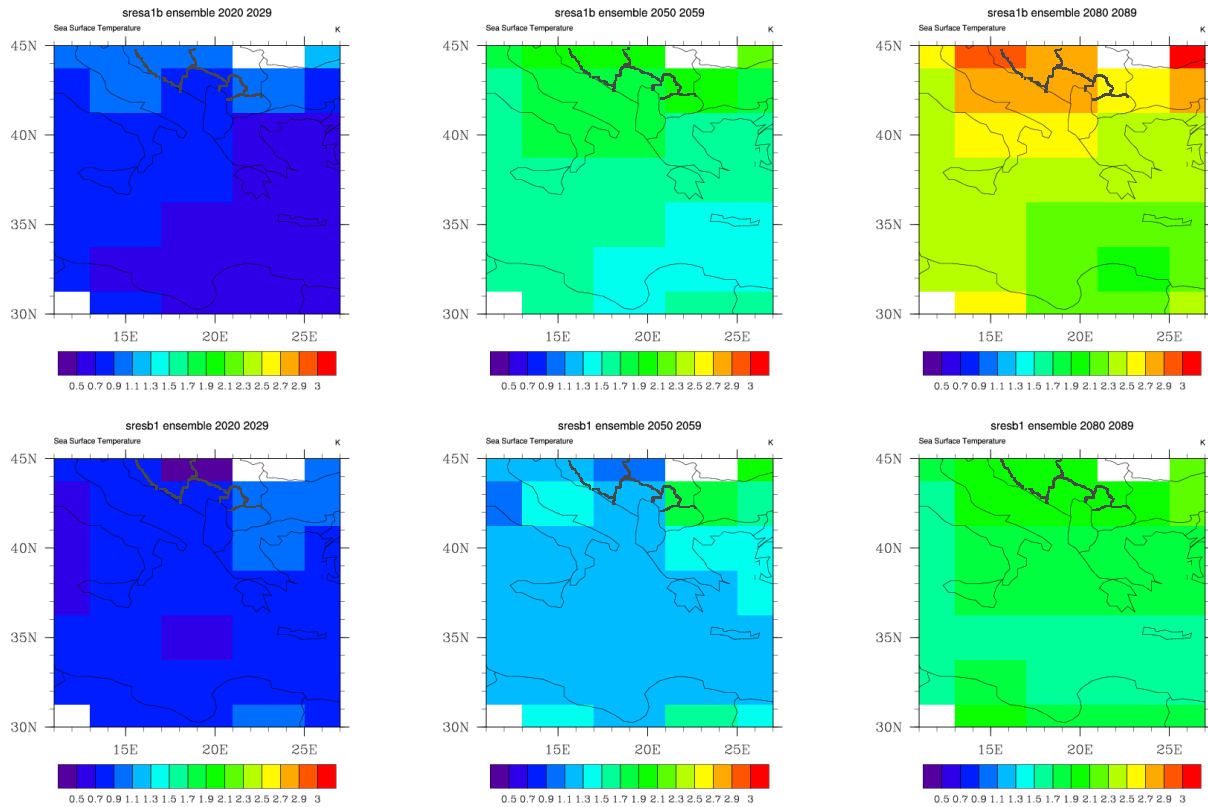 sresa1b ensemble 2020 2029
Sea Surface Temperature K
45N
40N
35N
30N
15E 20E 25E
0.5 0.7 0.9 1.1 1.3 1.5 1.7 1.9 2.1 2.3 2.5 2.7 2.9 3
sresa1b ensemble 2050 2059
Sea Surface Temperature K
45N
40N
35N
30N
15E 20E 25E
0.5 0.7 0.9 1.1 1.3 1.5 1.7 1.9 2.1 2.3 2.5 2.7 2.9 3
sresa1b ensemble 2080 2089
Sea Surface Temperature K
45N
40N
35N
30N
15E 20E 25E
0.5 0.7 0.9 1.1 1.3 1.5 1.7 1.9 2.1 2.3 2.5 2.7 2.9 3
sresb1 ensemble 2020 2029
Sea Surface Temperature K
45N
40N
35N
30N
15E 20E 25E
0.5 0.7 0.9 1.1 1.3 1.5 1.7 1.9 2.1 2.3 2.5 2.7 2.9 3
sresb1 ensemble 2050 2059
Sea Surface Temperature K
45N
40N
35N
30N
15E 20E 25E
0.5 0.7 0.9 1.1 1.3 1.5 1.7 1.9 2.1 2.3 2.5 2.7 2.9 3
sresb1 ensemble 2080 2089
Sea Surface Temperature K
45N
40N
35N
30N
15E 20E 25E
0.5 0.7 0.9 1.1 1.3 1.5 1.7 1.9 2.1 2.3 2.5 2.7 2.9 3